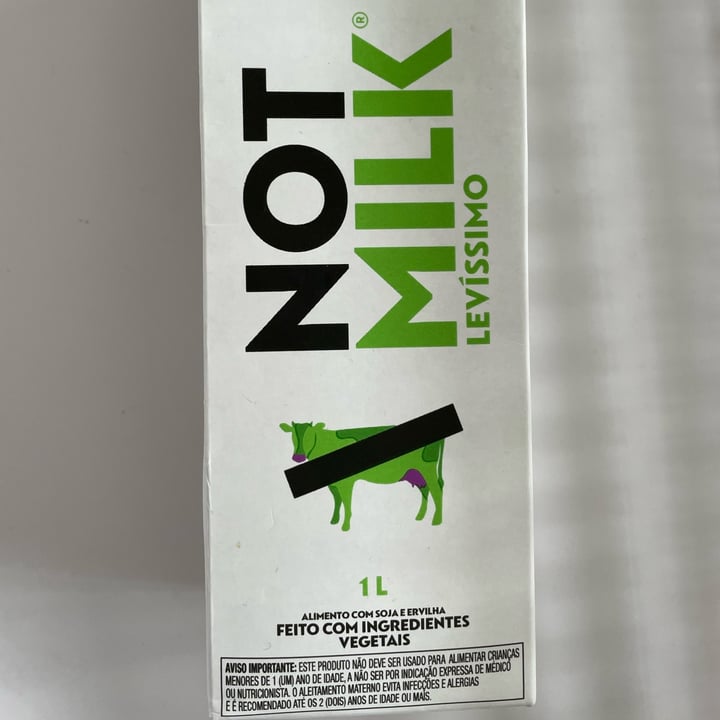 NOT
MILK®
LEVÍSSIMO
1 L
ALIMENTO COM SOJA E ERVILHA
FEITO COM INGREDIENTES
VEGETAIS
AVISO IMPORTANTE: ESTE PRODUTO NÃO DEVE SER USADO PARA ALIMENTAR CRIANÇAS
MENORES DE 1 (UM) ANO DE IDADE, A NÃO SER POR INDICAÇÃO EXPRESSA DE MÉDICO
OU NUTRICIONISTA. O ALEITAMENTO MATERNO EVITA INFECÇÕES E ALERGIAS
E É RECOMENDADO ATÉ OS 2 (DOIS) ANOS DE IDADE OU MAIS.